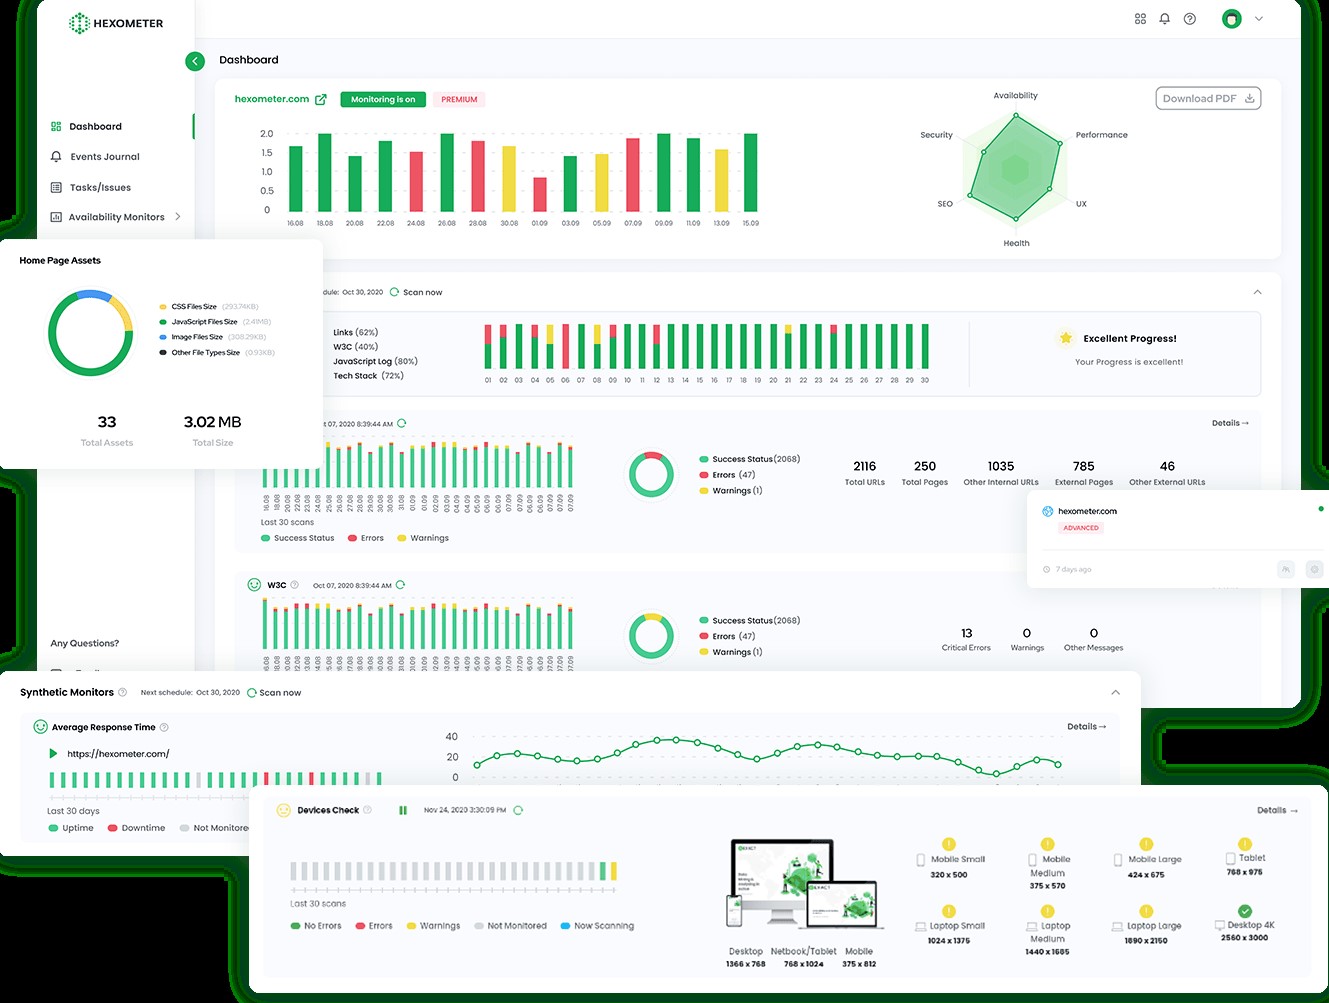 HEXOMETER
Dashboard
Dashboard
Events Journal
Tasks/Issues
Availability Monitors
hexometer.com
Monitoring is on
PREMIUM
Download PDF
2.0
1.5
1.0
0.5
0
16.08 18.08 20.08 22.08 24.08 26.08 28.08 30.08 01.09 03.09 05.09 07.09 09.09 11.09 13.09 15.09
Availability
Security
Performance
SEO
UX
Health
Home Page Assets
CSS Files Size (293.74KB)
JavaScript Files Size (2.41MB)
Image Files Size (308.29KB)
Other File Types Size (0.93KB)
33
Total Assets
3.02 MB
Total Size
dule: Oct 30, 2020 Scan now
Links (62%)
W3C (40%)
JavaScript Log (80%)
Tech Stack (72%)
01 02 03 04 05 06 07 08 09 10 11 12 13 14 15 16 17 18 19 20 21 22 23 24 25 26 27 28 29 30
Excellent Progress!
Your Progress is excellent!
t 07, 2020 8:39:44 AM
Details→
Last 30 scans
Success Status Errors Warnings
Success Status(2068)
Errors (47)
Warnings (1)
2116
Total URLs
250
Total Pages
1035
Other Internal URLs
785
External Pages
46
Other External URLs
hexometer.com
ADVANCED
7 days ago
W3C Oct 07, 2020 8:39:44 AM
Success Status(2068)
Errors (47)
Warnings (1)
13
Critical Errors
0
Warnings
0
Other Messages
Any Questions?
Synthetic Monitors Next schedule: Oct 30, 2020 Scan now
Average Response Time
Details→
https://hexometer.com/
Last 30 days
Uptime Downtime Not Monitore
40
20
0
Devices Check Nov 24, 2020 3:30:09 PM
Details →
Last 30 scans
No Errors Errors Warnings Not Monitored Now Scanning
Desktop
1366 x 768
Netbook/Tablet
768 x 1024
Mobile
375 x 812
Mobile Small
320 x 500
Mobile
Medium
375 x 570
Mobile Large
424 x 675
Tablet
768 x 975
Laptop Small
1024 x 1375
Laptop
Medium
1440 x 1685
Laptop Large
1890 x 2150
Desktop 4K
2560 x 3000